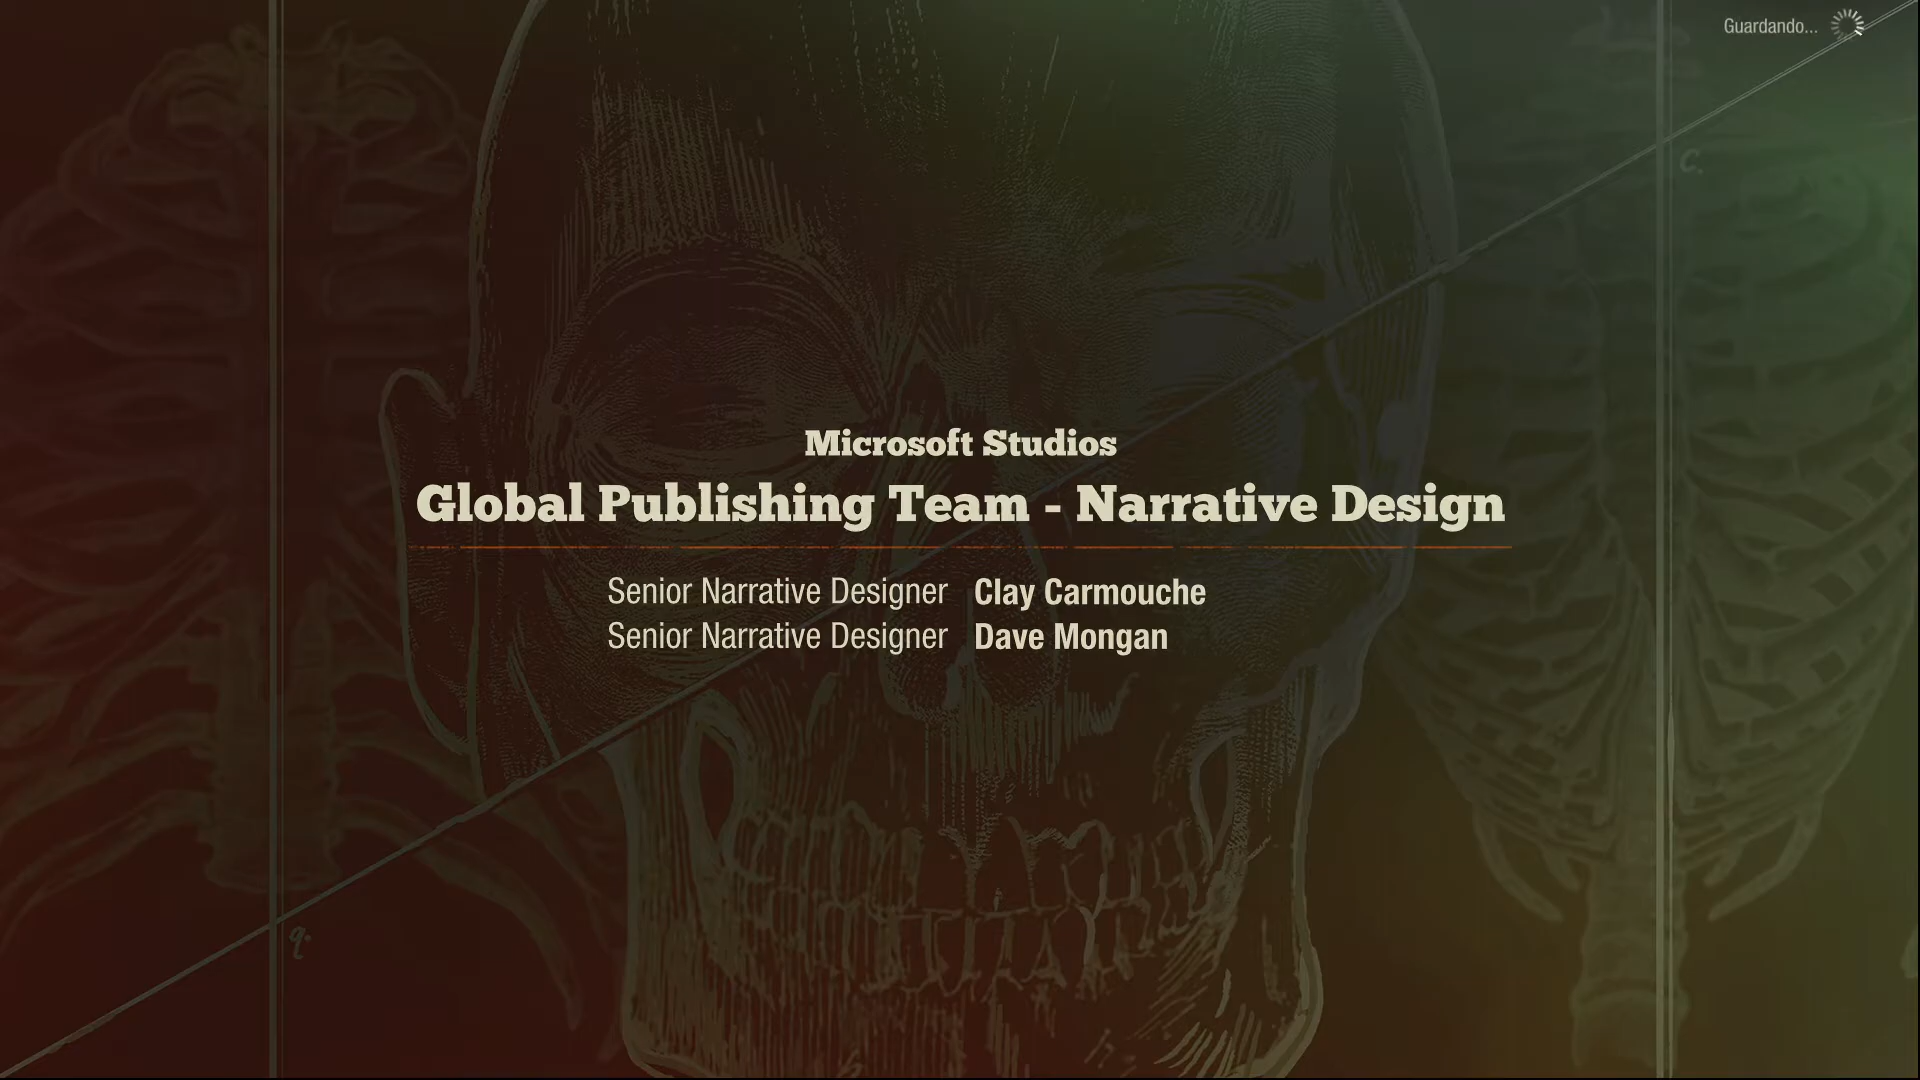 Guardando...
C.
q.
Microsoft Studios
Global Publishing Team - Narrative Design
Senior Narrative Designer Clay Carmouche
Senior Narrative Designer Dave Mongan